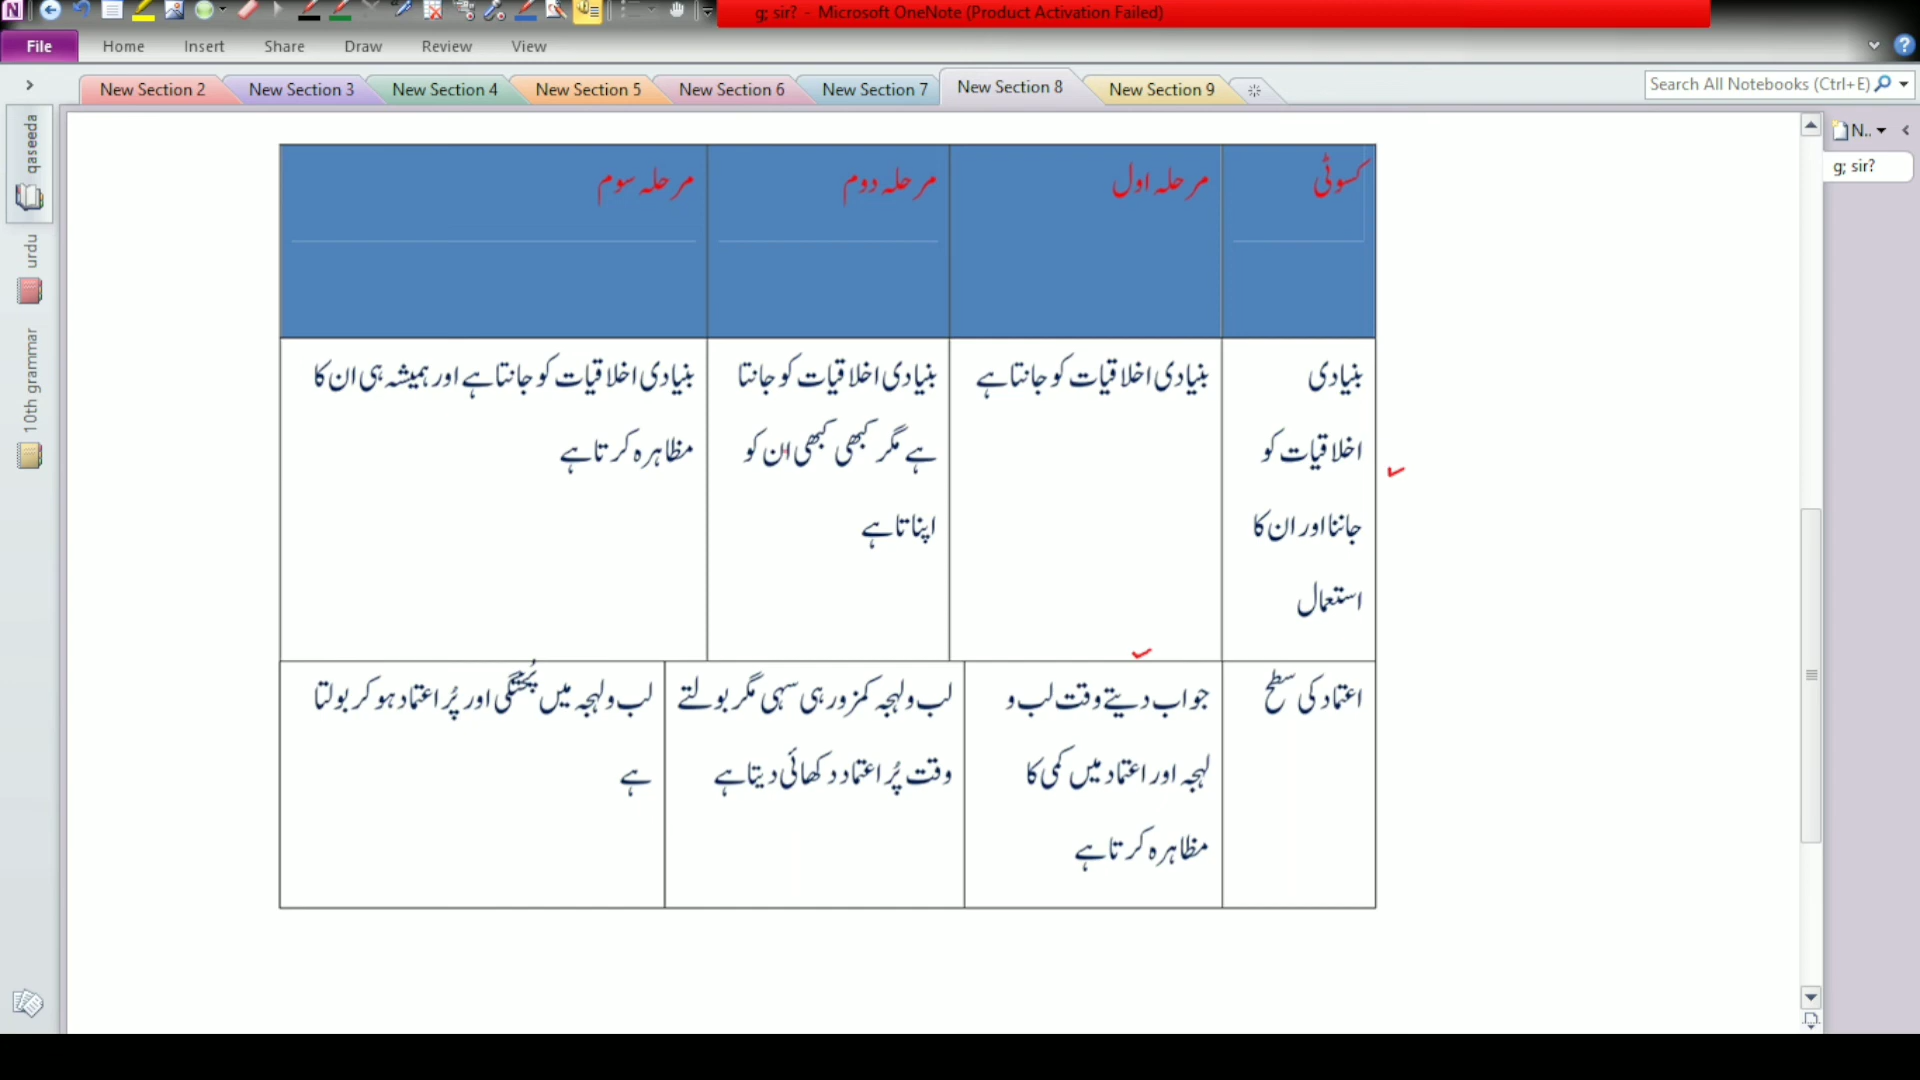 g; sir? - Microsoft OneNote (Product Activation Failed)
File Home Insert Share Draw Review View
New Section 2 New Section 3 New Section 4 New Section 5 New Section 6 New Section 7 New Section 8 New Section 9
Search All Notebooks (Ctrl+E)
N..
g; sir?
qaseeda
urdu
10th grammar
کسوٹی
مرحلہ اول
مرحلہ دوم
مرحلہ سوم
بنیادی
اخلاقیات کو
جاننا اور ان کا
استعمال
بنیادی اخلاقیات کو جانتا ہے
بنیادی اخلاقیات کو جانتا
ہے مگر کبھی کبھی ان کو
اپناتا ہے
بنیادی اخلاقیات کو جانتا ہے اور ہمیشہ ہی ان کا
مظاہرہ کرتا ہے
اعتماد کی سطح
جواب دیتے وقت لب و
لہجہ اور اعتماد میں کمی کا
مظاہرہ کرتا ہے
لب و لہجہ کمزور ہی سہی مگر بولتے
وقت پُر اعتماد دکھائی دیتا ہے
لب و لہجہ میں پُختگی اور پُر اعتماد ہو کر بولتا
ہے